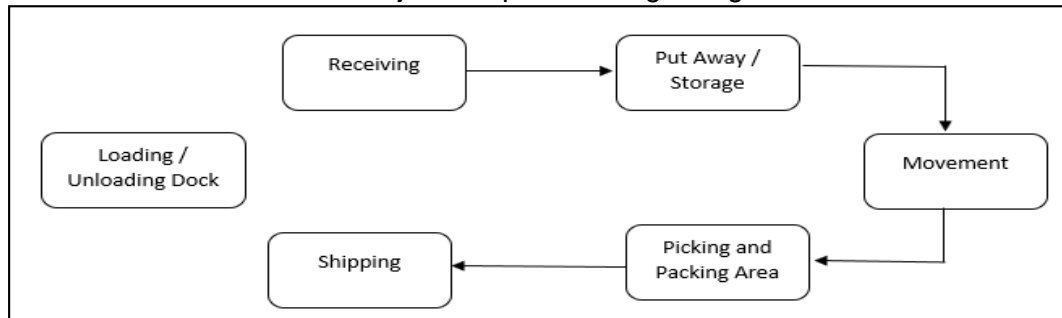 Receiving
Put Away /
Storage
Loading /
Unloading Dock
Movement
Shipping
Picking and
Packing Area